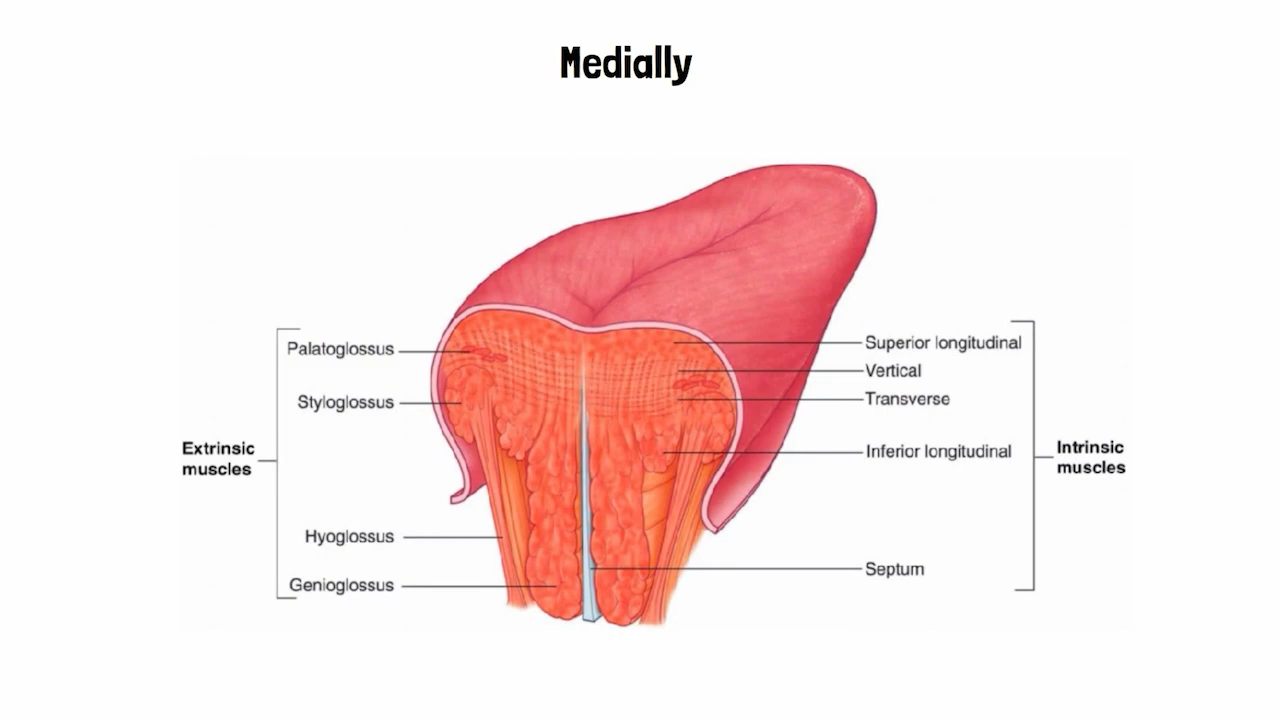 Medially
Palatoglossus
Styloglossus
Extrinsic
muscles
Hyoglossus
Genioglossus
Superior longitudinal
Vertical
Transverse
Inferior longitudinal
Intrinsic
muscles
Septum